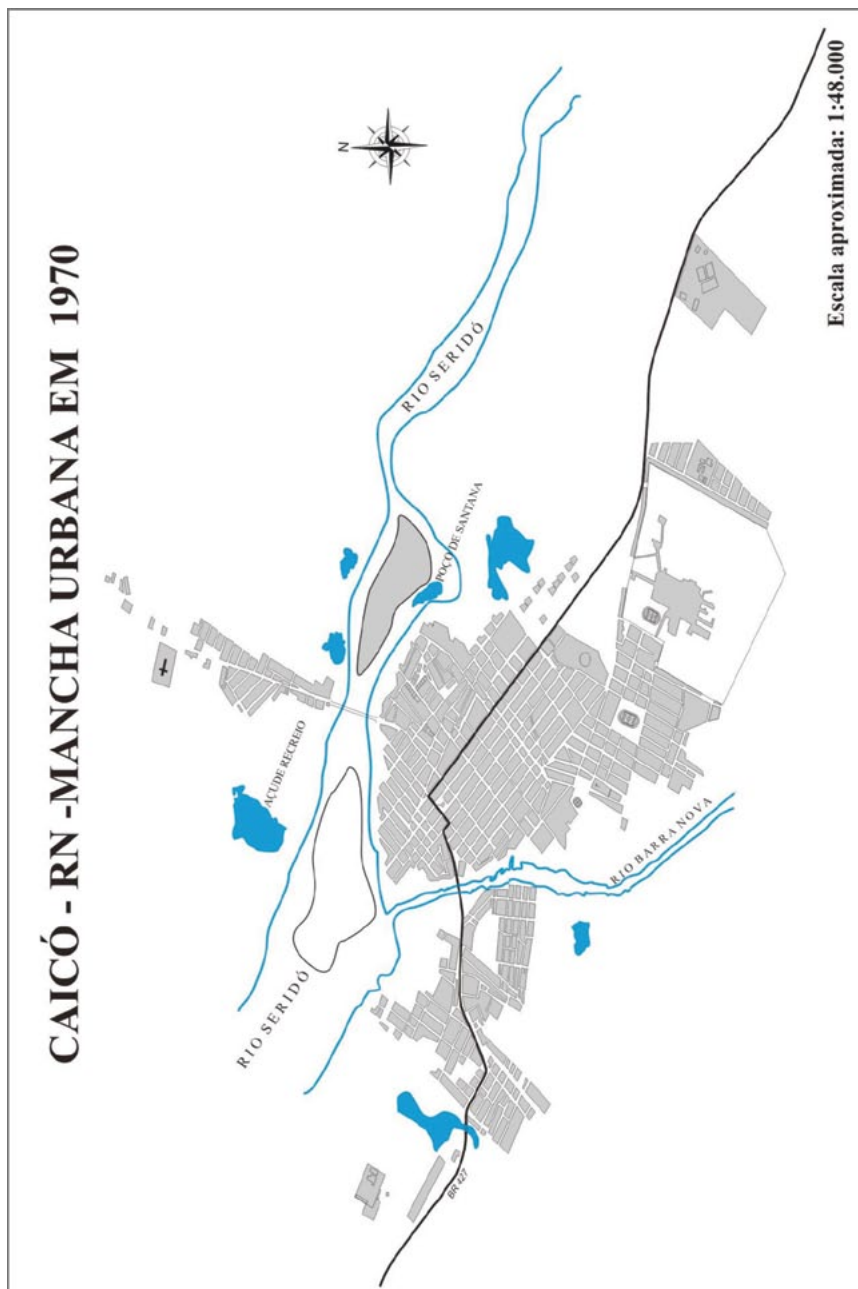 CAICÓ - RN -MANCHA URBANA EM 1970
N
RIO SERIDÓ
POÇO DE SANTANA
AÇUDE RECREIO
RIO SERIDÓ
RIO BARRA NOVA
BR 427
Escala aproximada: 1:48.000